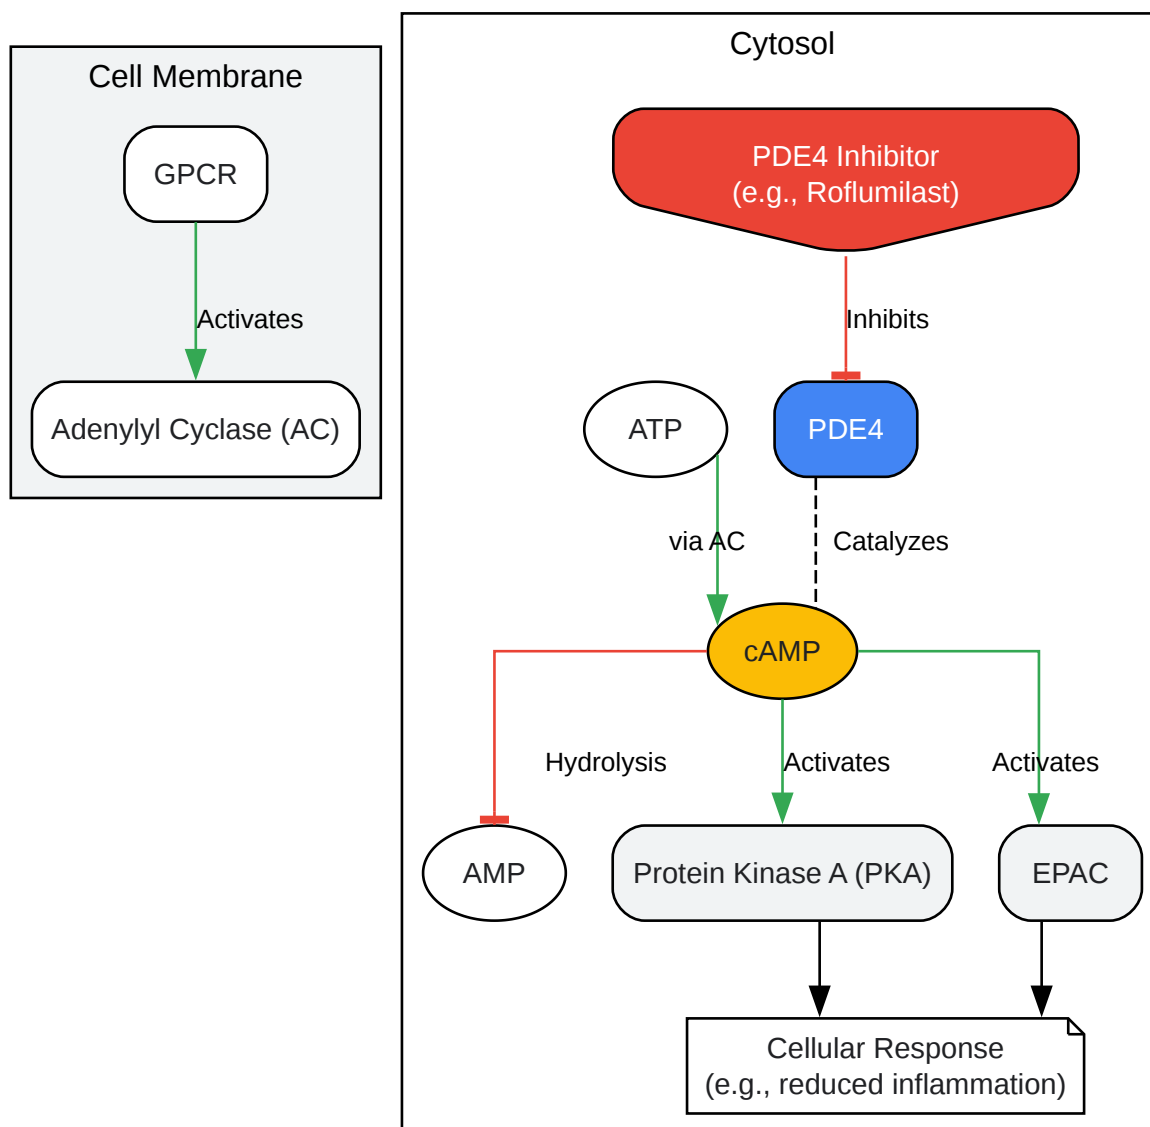 Cell Membrane
GPCR
Activates
Adenylyl Cyclase (AC)
Cytosol
PDE4 Inhibitor
(e.g., Roflumilast)
Inhibits
ATP
PDE4
via AC
Catalyzes
cAMP
Hydrolysis
Activates
Activates
AMP
Protein Kinase A (PKA)
EPAC
Cellular Response
(e.g., reduced inflammation)